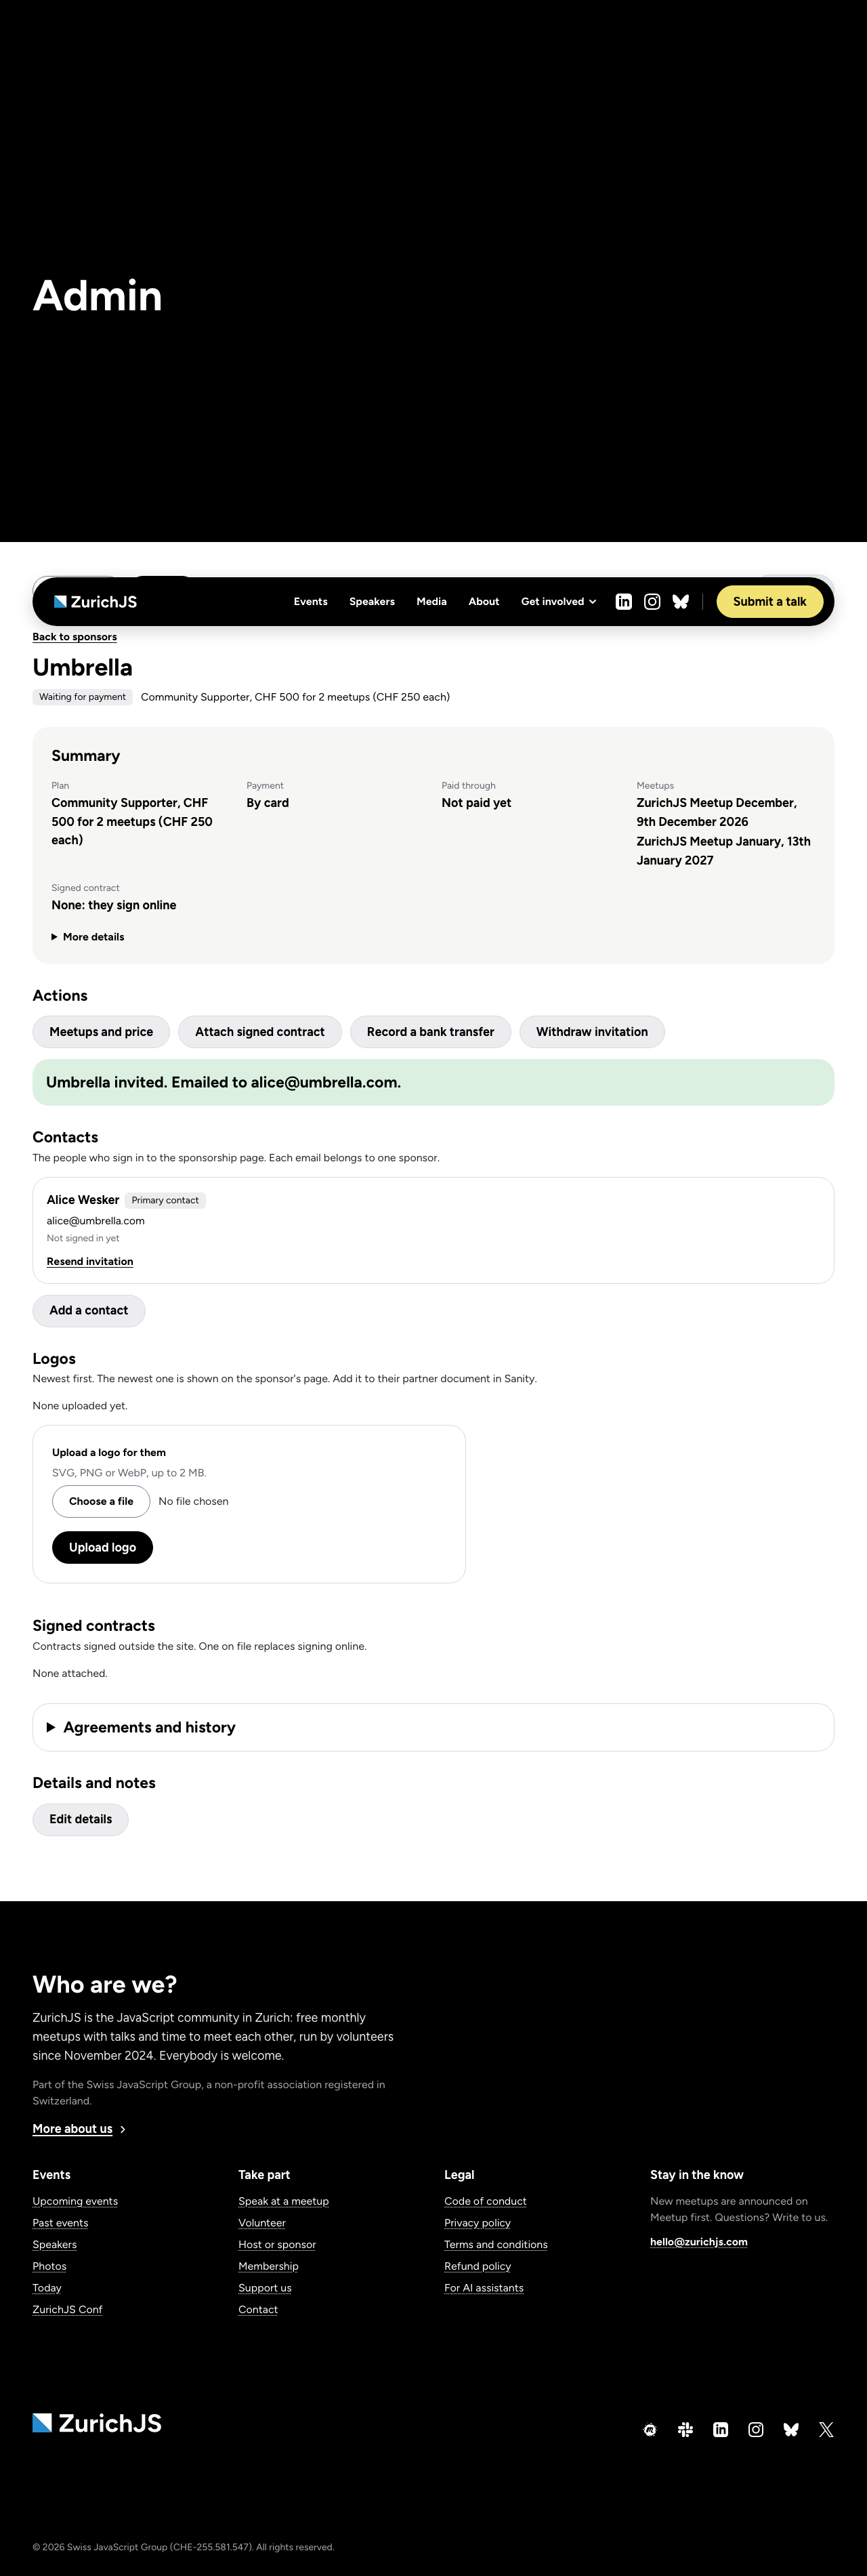 Admin
ZurichJS
Events
Speakers
Media
About
Get involved
Submit a talk
Back to sponsors
Umbrella
Waiting for payment
Community Supporter, CHF 500 for 2 meetups (CHF 250 each)
Summary
Plan
Community Supporter, CHF
500 for 2 meetups (CHF 250
each)
Payment
By card
Paid through
Not paid yet
Meetups
ZurichJS Meetup December,
9th December 2026
ZurichJS Meetup January, 13th
January 2027
Signed contract
None: they sign online
More details
Actions
Meetups and price
Attach signed contract
Record a bank transfer
Withdraw invitation
Umbrella invited. Emailed to alice@umbrella.com.
Contacts
The people who sign in to the sponsorship page. Each email belongs to one sponsor.
Alice Wesker
Primary contact
alice@umbrella.com
Not signed in yet
Resend invitation
Add a contact
Logos
Newest first. The newest one is shown on the sponsor's page. Add it to their partner document in Sanity.
None uploaded yet.
Upload a logo for them
SVG, PNG or WebP, up to 2 MB.
Choose a file
No file chosen
Upload logo
Signed contracts
Contracts signed outside the site. One on file replaces signing online.
None attached.
Agreements and history
Details and notes
Edit details
Who are we?
ZurichJS is the JavaScript community in Zurich: free monthly
meetups with talks and time to meet each other, run by volunteers
since November 2024. Everybody is welcome.
Part of the Swiss JavaScript Group, a non-profit association registered in
Switzerland.
More about us
Events
Upcoming events
Past events
Speakers
Photos
Today
ZurichJS Conf
Take part
Speak at a meetup
Volunteer
Host or sponsor
Membership
Support us
Contact
Legal
Code of conduct
Privacy policy
Terms and conditions
Refund policy
For AI assistants
Stay in the know
New meetups are announced on
Meetup first. Questions? Write to us.
hello@zurichjs.com
ZurichJS
© 2026 Swiss JavaScript Group (CHE-255.581.547). All rights reserved.